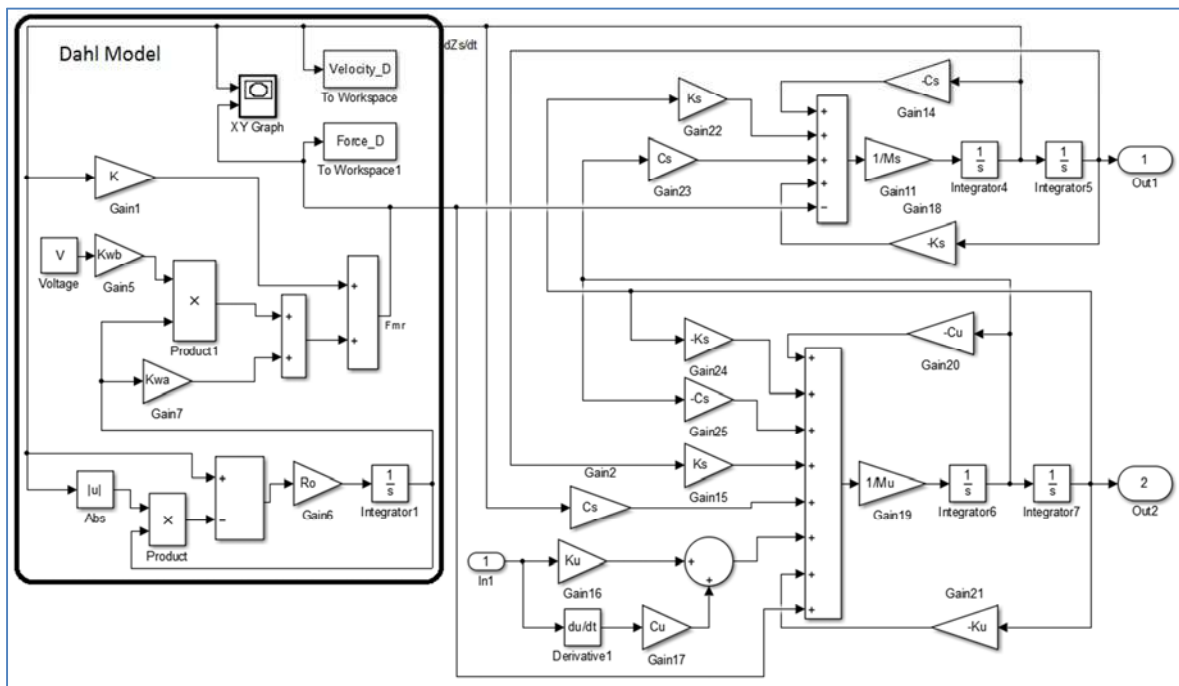 Dahl Model
dZs/dt
Velocity_D
To Workspace
XY Graph
Force_D
To Workspace1
K
Gain1
V
Voltage
Kwb
Gain5
×
Product1
+
+
+
+
Fmr
Kwa
Gain7
|u|
Abs
×
Product
+
−
Ro
Gain6
1
s
Integrator1
-Cs
Gain14
Ks
Gain22
Cs
Gain23
+
+
+
+
−
1/Ms
Gain11
Gain18
1
s
Integrator4
1
s
Integrator5
1
Out1
-Ks
-Cu
Gain20
-Ks
Gain24
-Cs
Gain25
Gain2
Ks
Gain15
Cs
+
+
+
+
+
+
+
+
1/Mu
Gain19
1
s
Integrator6
1
s
Integrator7
2
Out2
1
In1
Ku
Gain16
+
+
du/dt
Derivative1
Cu
Gain17
Gain21
-Ku